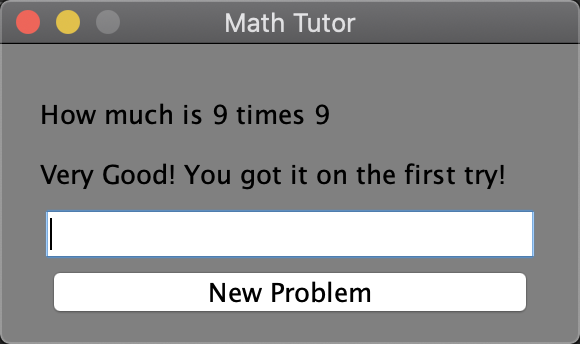 Math Tutor
How much is 9 times 9
Very Good! You got it on the first try!
New Problem